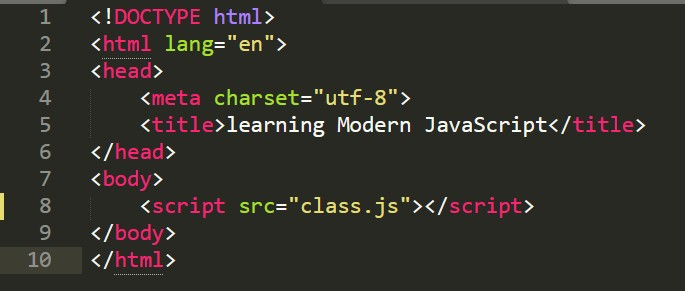 1 <!DOCTYPE html>
2 <html lang="en">
3 <head>
4 <meta charset="utf-8">
5 <title>learning Modern JavaScript</title>
6 </head>
7 <body>
8 <script src="class.js"></script>
9 </body>
10 </html>